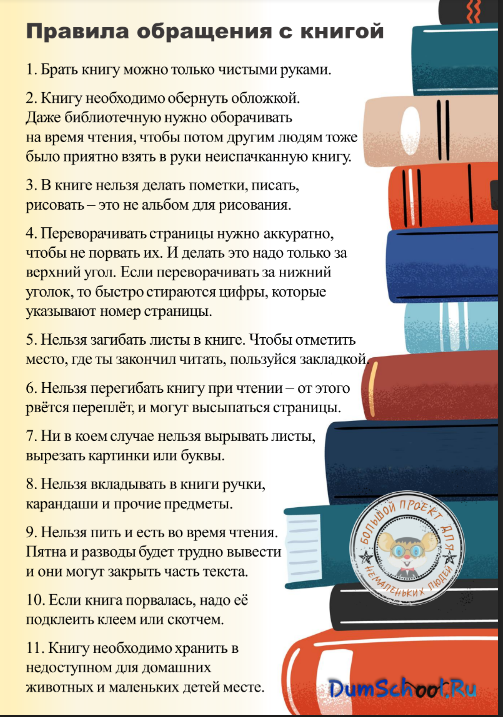 Правила обращения с книгой
1. Брать книгу можно только чистыми руками.
2. Книгу необходимо обернуть обложкой.
Даже библиотечную нужно оборачивать
на время чтения, чтобы потом другим людям тоже
было приятно взять в руки неиспачканную книгу.
3. В книге нельзя делать пометки, писать,
рисовать – это не альбом для рисования.
4. Переворачивать страницы нужно аккуратно,
чтобы не порвать их. И делать это надо только за
верхний угол. Если переворачивать за нижний
уголок, то быстро стираются цифры, которые
указывают номер страницы.
5. Нельзя загибать листы в книге. Чтобы отметить
место, где ты закончил читать, пользуйся закладкой.
6. Нельзя перегибать книгу при чтении – от этого
рвётся переплёт, и могут высыпаться страницы.
7. Ни в коем случае нельзя вырывать листы,
вырезать картинки или буквы.
8. Нельзя вкладывать в книги ручки,
карандаши и прочие предметы.
9. Нельзя пить и есть во время чтения.
Пятна и разводы будет трудно вывести
и они могут закрыть часть текста.
10. Если книга порвалась, надо её
подклеить клеем или скотчем.
11. Книгу необходимо хранить в
недоступном для домашних
животных и маленьких детей месте.
БОЛЬШОЙ ПРОЕКТ ДЛЯ
НЕМАЛЕНЬКИХ ЛЮДЕЙ
DumSchool.Ru